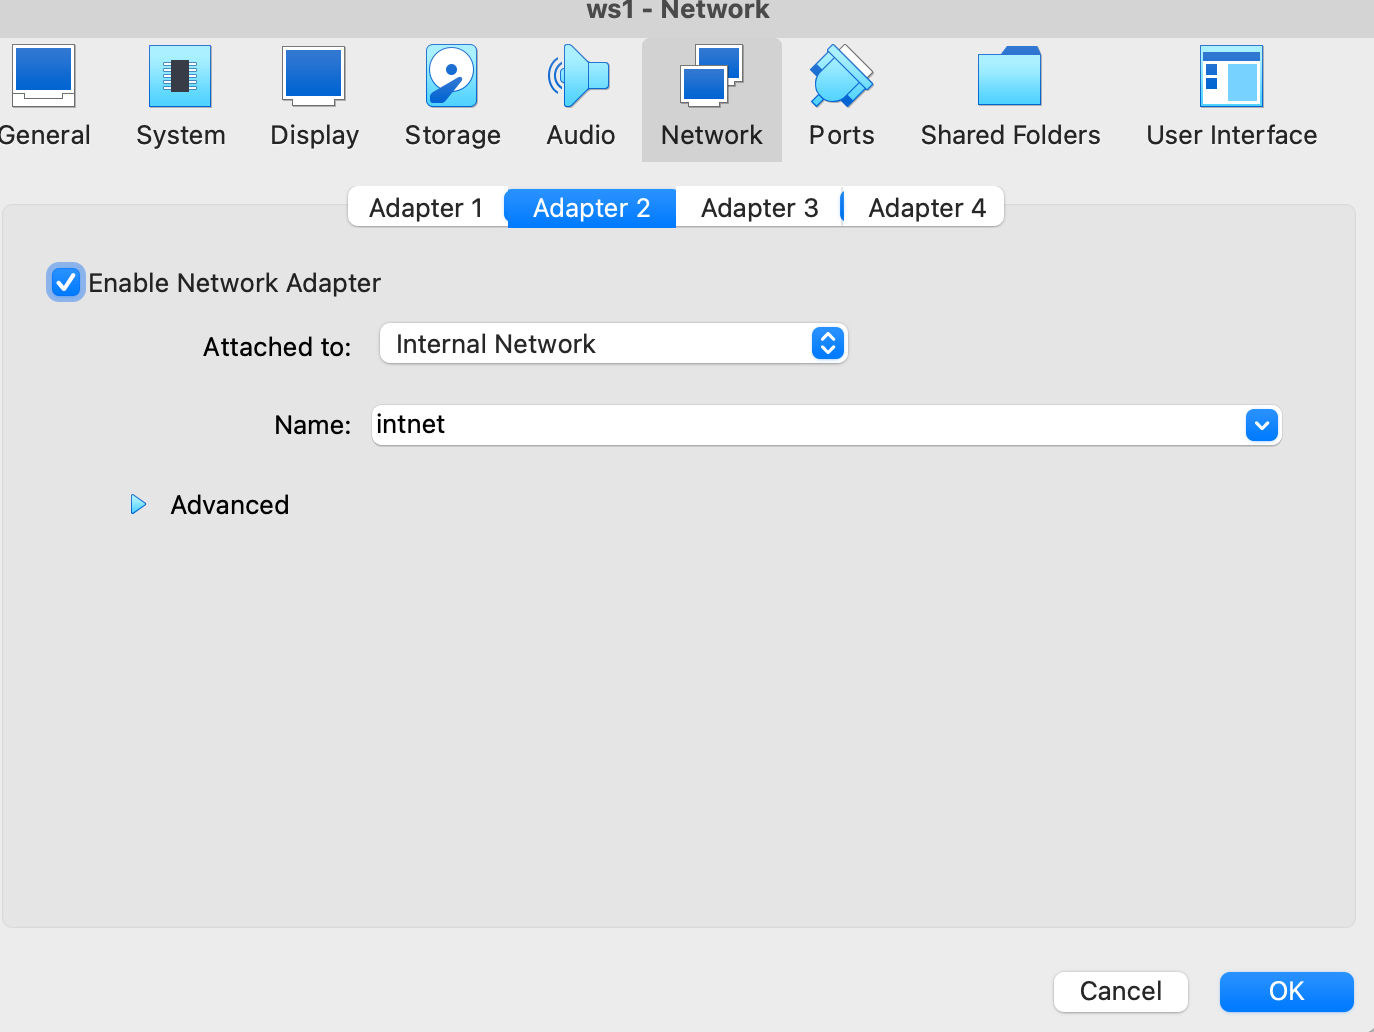 ws1 - Network
General System Display Storage Audio Network Ports Shared Folders User Interface
Adapter 1 Adapter 2 Adapter 3 Adapter 4
Enable Network Adapter
Attached to: Internal Network
Name: intnet
Advanced
Cancel OK